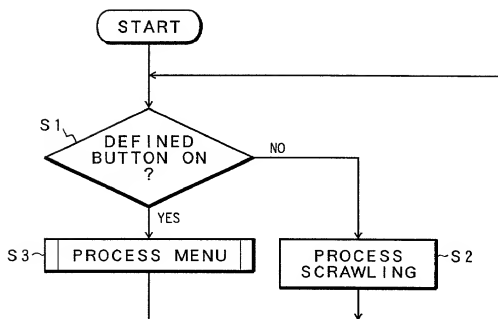 START
S1
DEFINED
BUTTON ON
?
NO
YES
S3
PROCESS MENU
PROCESS
SCRAWLING
S2